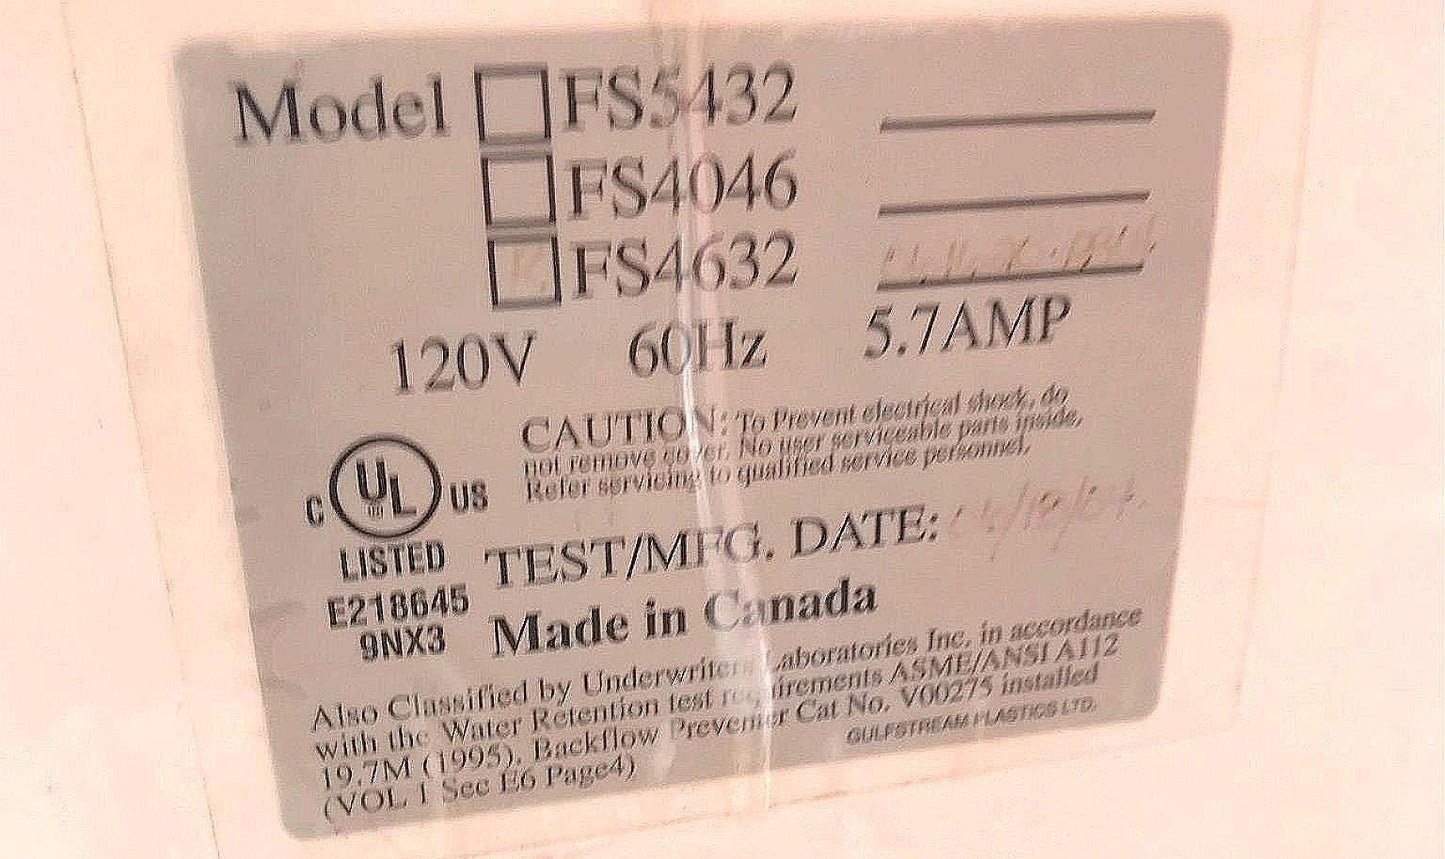 Model FS5432
FS4046
FS4632
120V 60Hz 5.7AMP
CAUTION: To Prevent electrical shock, do
not remove cover. No user serviceable parts inside,
Refer servicing to qualified service personnel,
C UL US
LISTED
E218645
9NX3
TEST/MFG. DATE:
Made in Canada
Also Classified by Underwriters Laboratories Inc. in accordance
with the Water Retention test requirements ASME/ANSI A112
19.7M (1995). Backflow Preventer Cat No. V00275 installed
(VOL 1 Sec E6 Page4)
GULFSTREAM PLASTICS LTD.